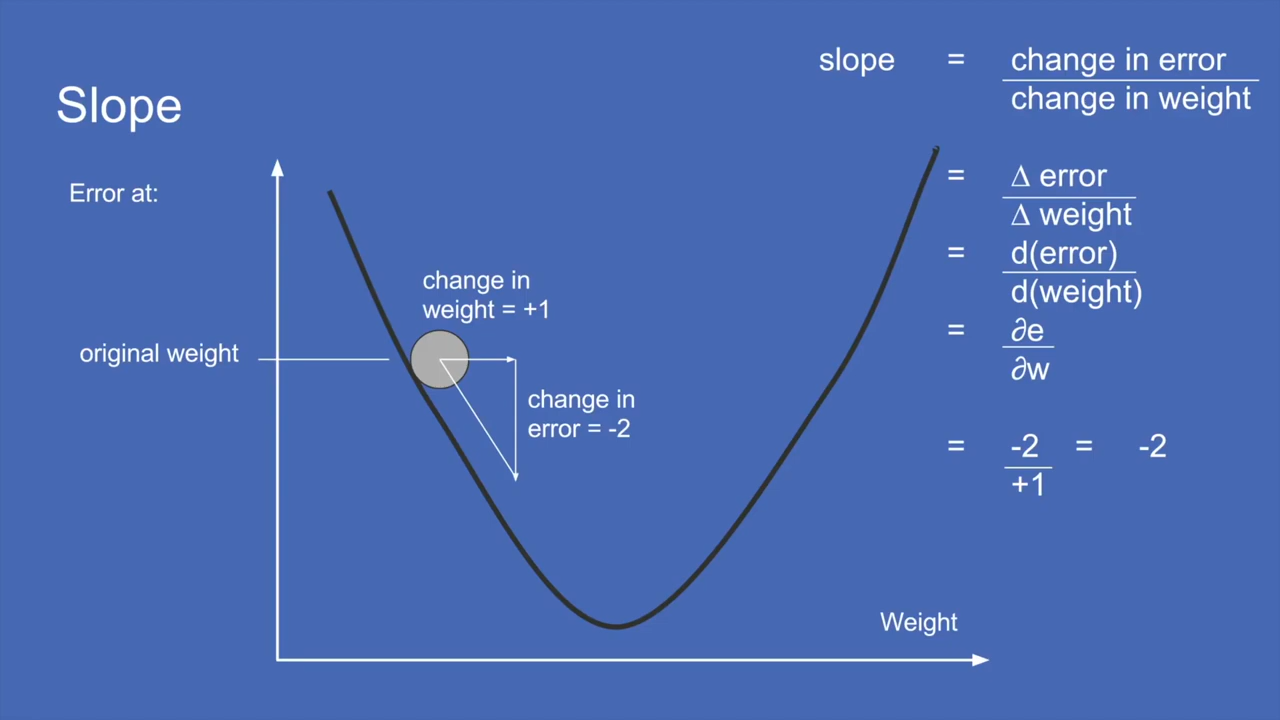 Slope
Error at:
original weight
change in
weight = +1
change in
error = -2
Weight
slope = change in error
change in weight
= Δ error
Δ weight
= d(error)
d(weight)
= ∂e
∂w
= -2 = -2
+1